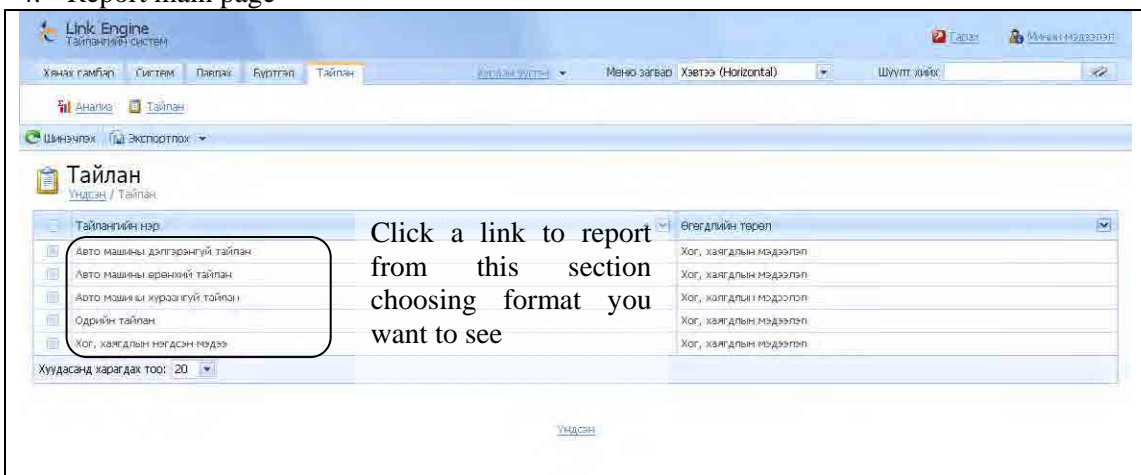 4. Report main page
Link Engine
Тайлангийн систем
Гарах Миний мэдээлэл
Хянах самбар Систем Лавлах Бүртгэл Тайлан
Меню загвар Хэвтээ (Horizontal) Шүүлт хийх
Анализ Тайлан
Шинэчлэх Экспортлох
Тайлан
Үндсэн / Тайлан
Тайлангийн нэр Өгөгдлийн төрөл
Авто машины дэлгэрэнгүй тайлан Хог, хаягдлын мэдээлэл
Авто машины ерөнхий тайлан Хог, хаягдлын мэдээлэл
Авто машины хураангуй тайлан Хог, хаягдлын мэдээлэл
Өдрийн тайлан Хог, хаягдлын мэдээлэл
Хог, хаягдлын нэгдсэн мэдээ Хог, хаягдлын мэдээлэл
Click a link to report
from this section
choosing format you
want to see
Хуудсанд харагдах тоо: 20
Үндсэн